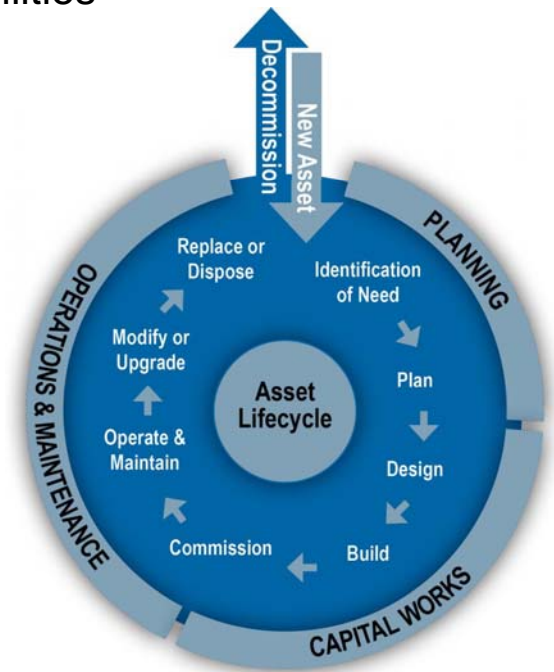 Decommission
New Asset
PLANNING
CAPITAL WORKS
OPERATIONS & MAINTENANCE
Identification
of Need
Plan
Design
Build
Commission
Operate &
Maintain
Modify or
Upgrade
Replace or
Dispose
Asset
Lifecycle